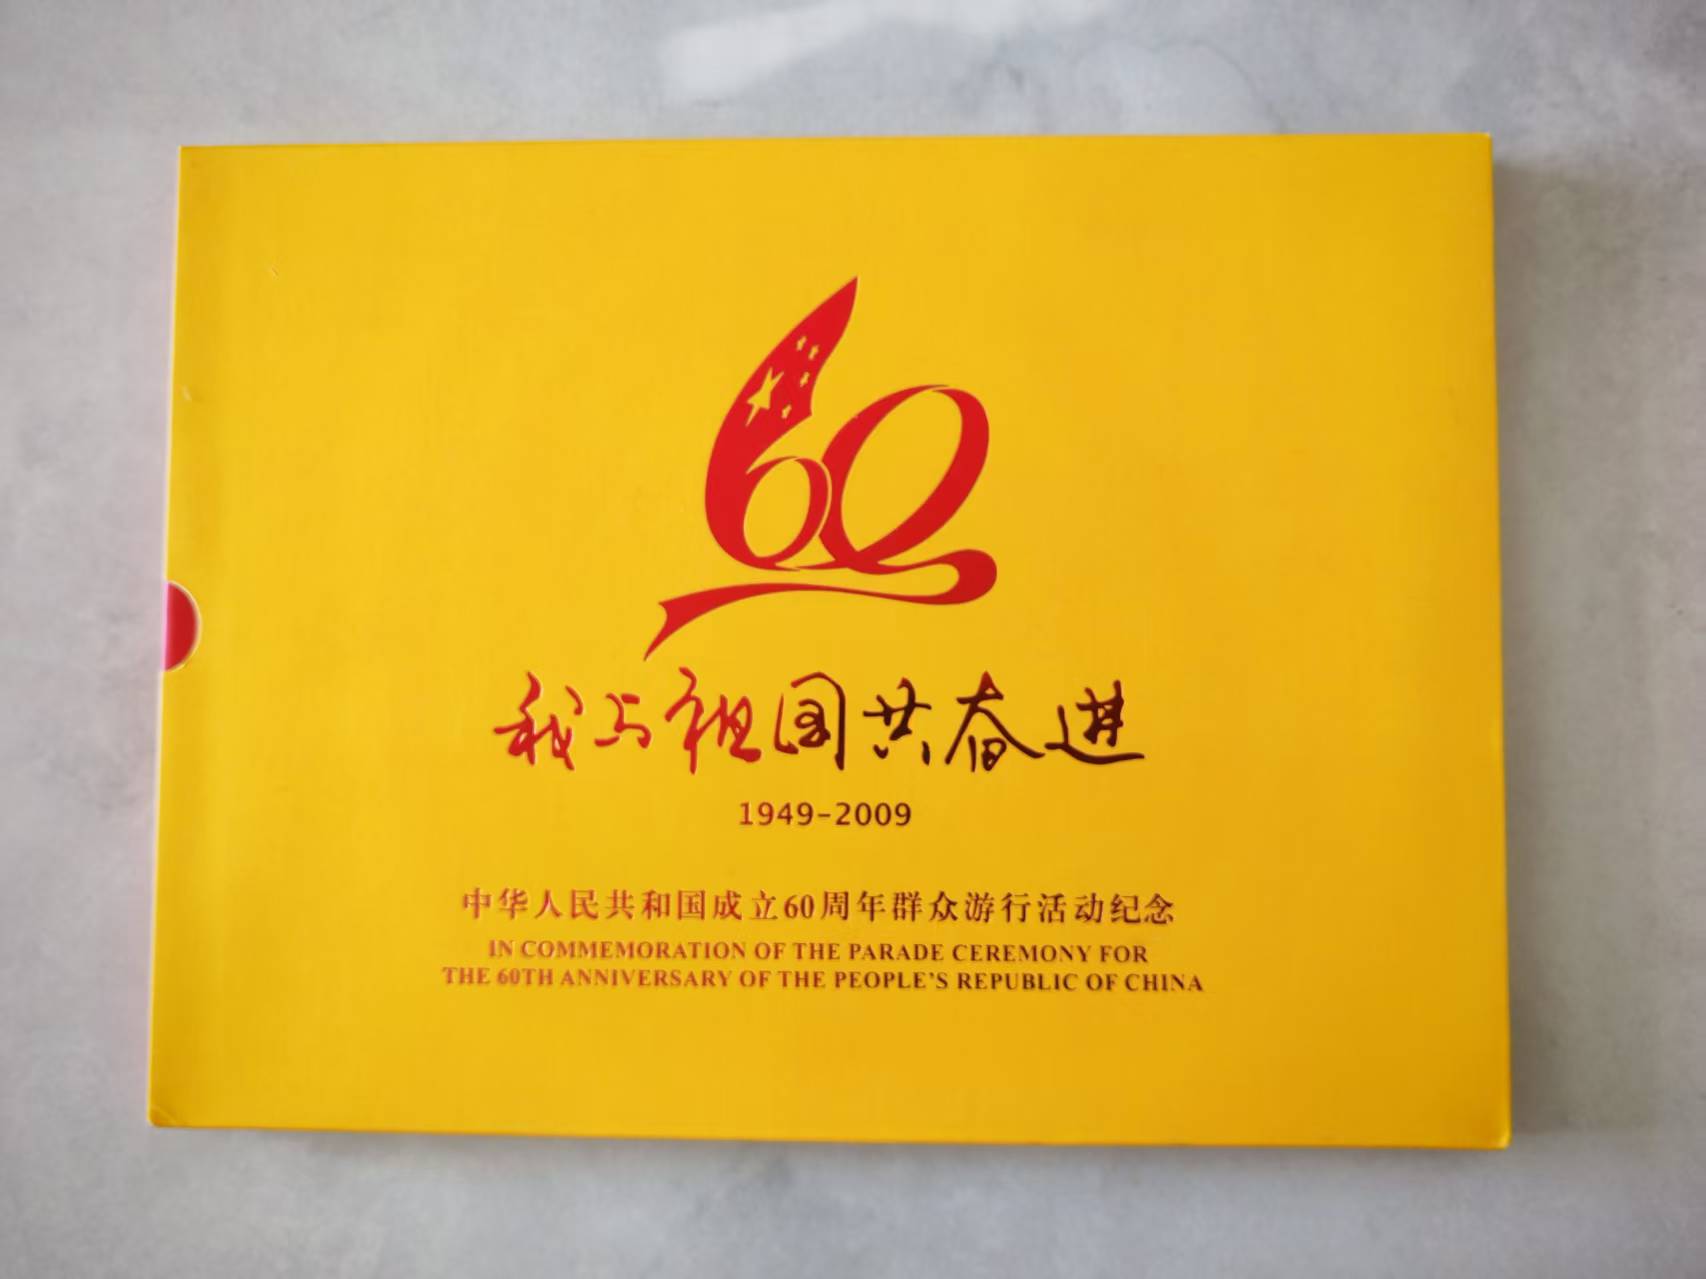 60
我与祖国共奋进
1949-2009
中华人民共和国成立60周年群众游行活动纪念
IN COMMEMORATION OF THE PARADE CEREMONY FOR
THE 60TH ANNIVERSARY OF THE PEOPLE'S REPUBLIC OF CHINA